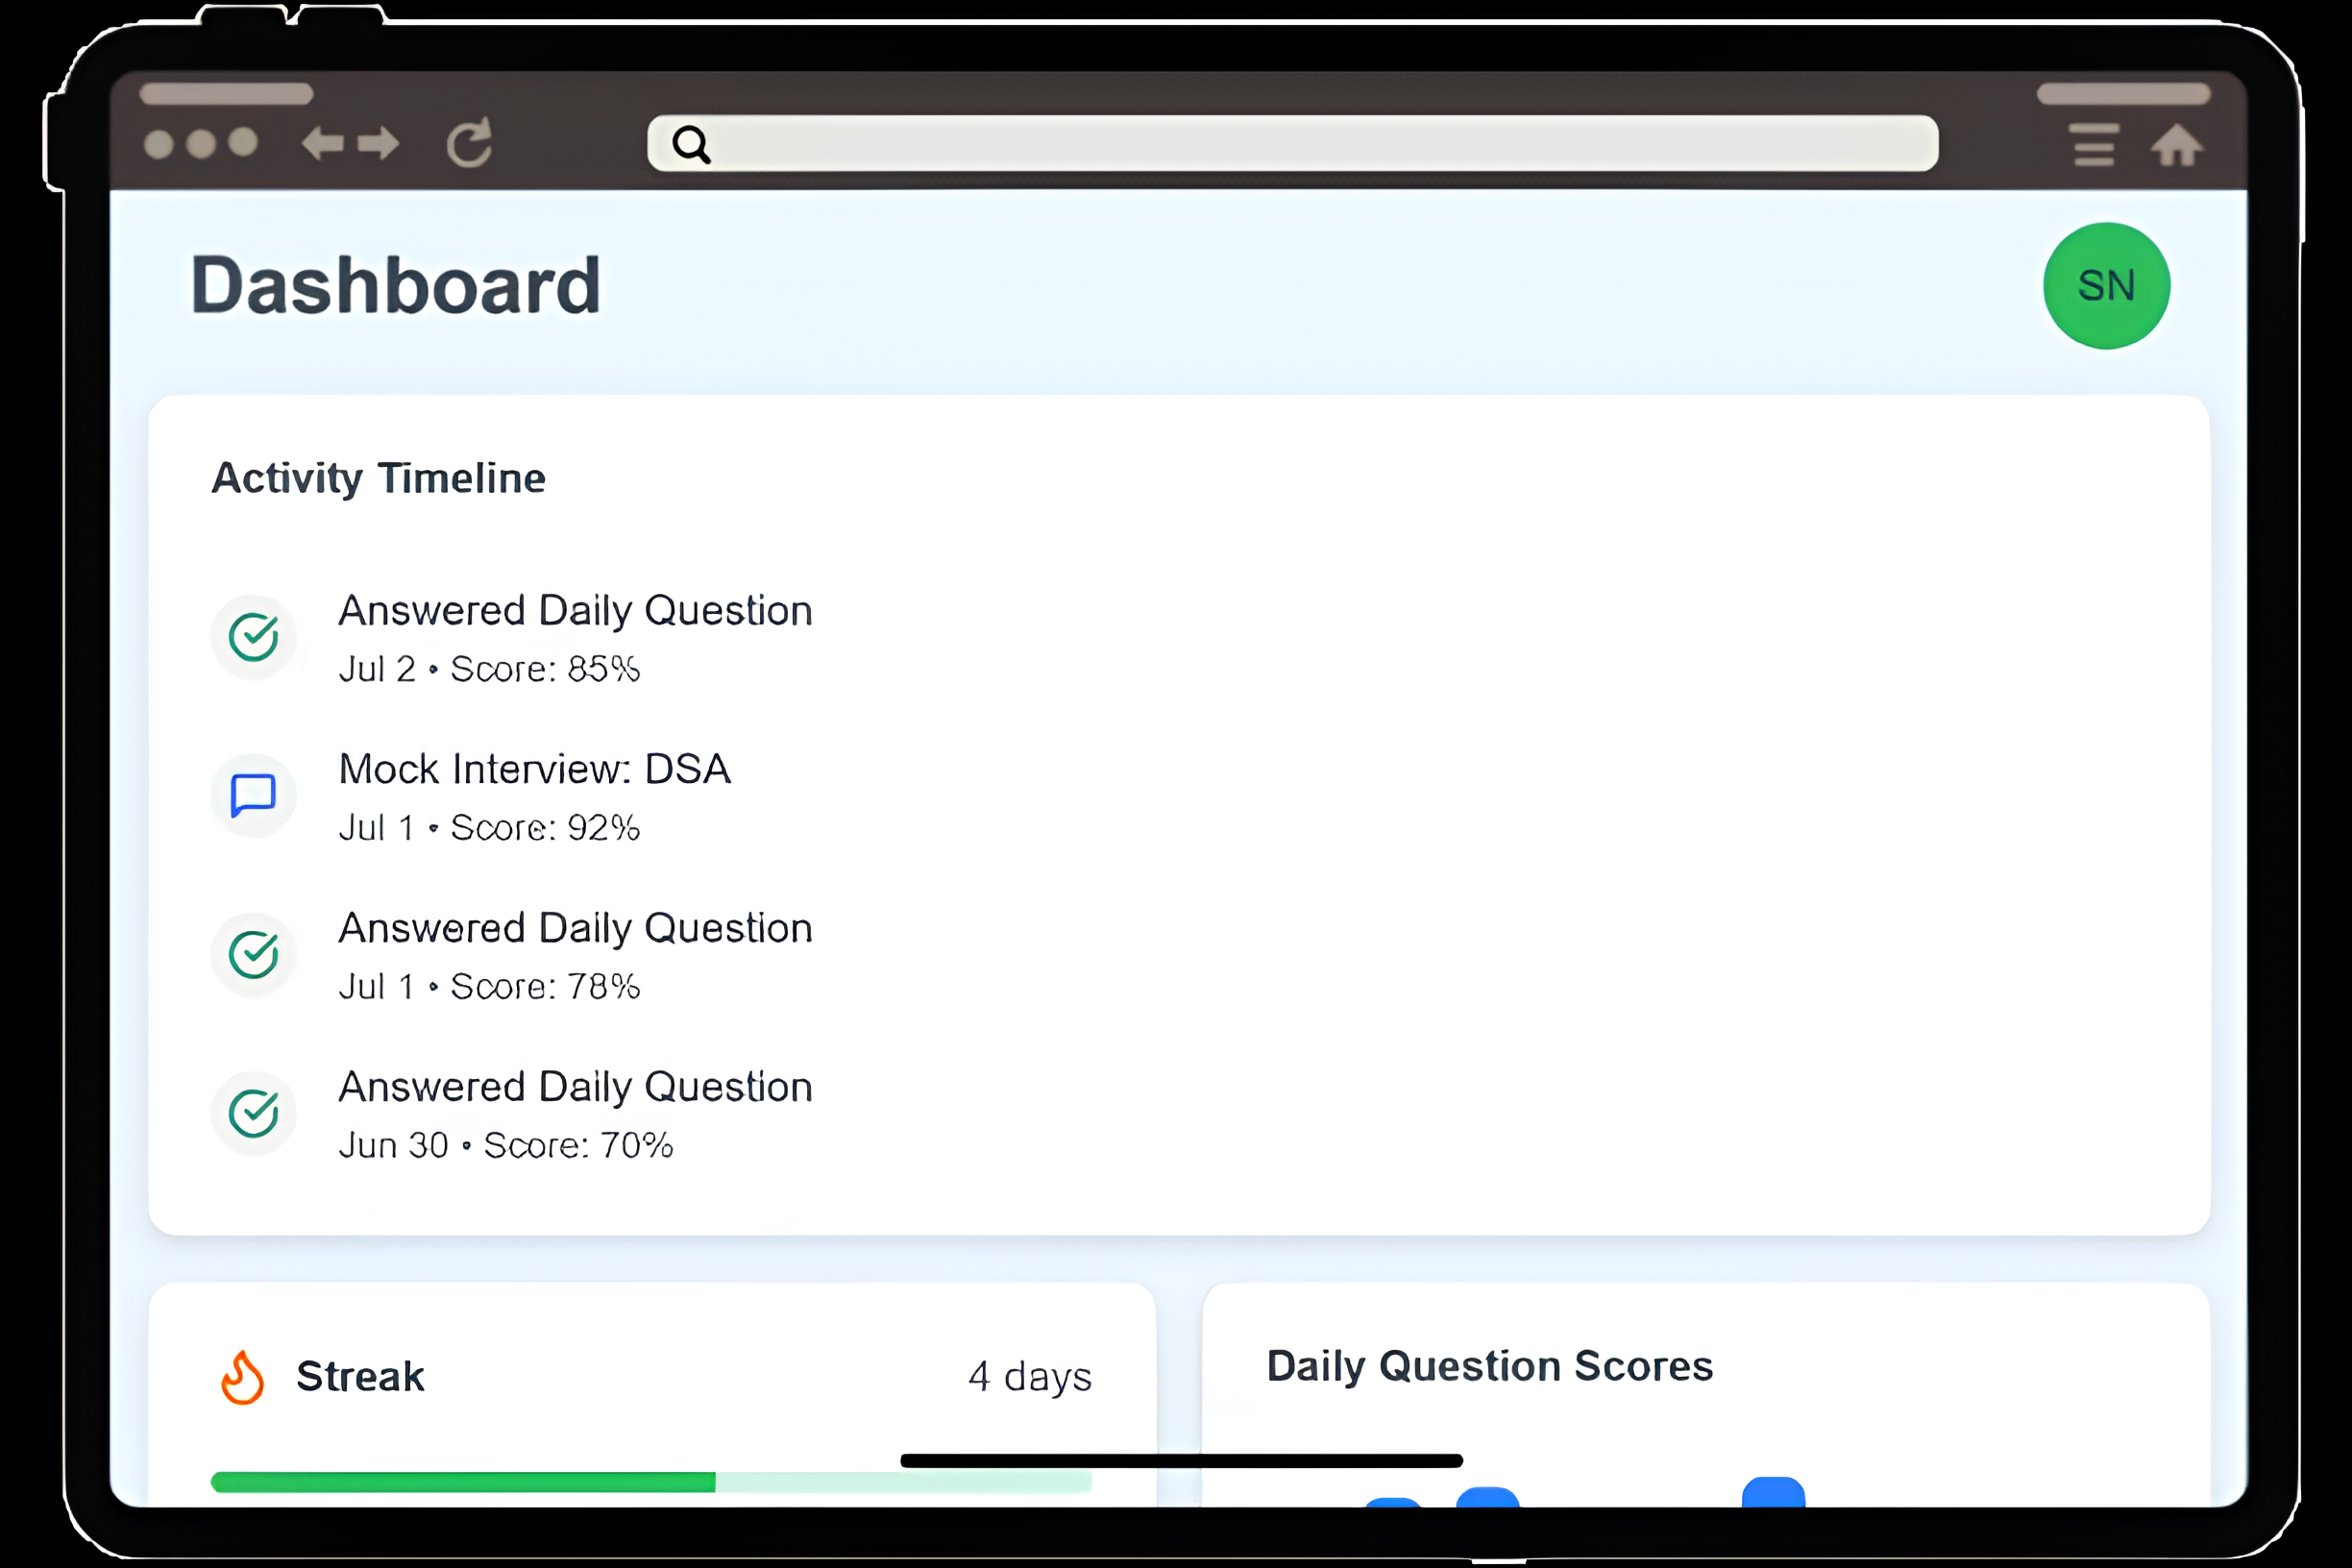 Dashboard
SN
Activity Timeline
Answered Daily Question
Jul 2 • Score: 85%
Mock Interview: DSA
Jul 1 • Score: 92%
Answered Daily Question
Jul 1 • Score: 78%
Answered Daily Question
Jun 30 • Score: 70%
Streak
4 days
Daily Question Scores